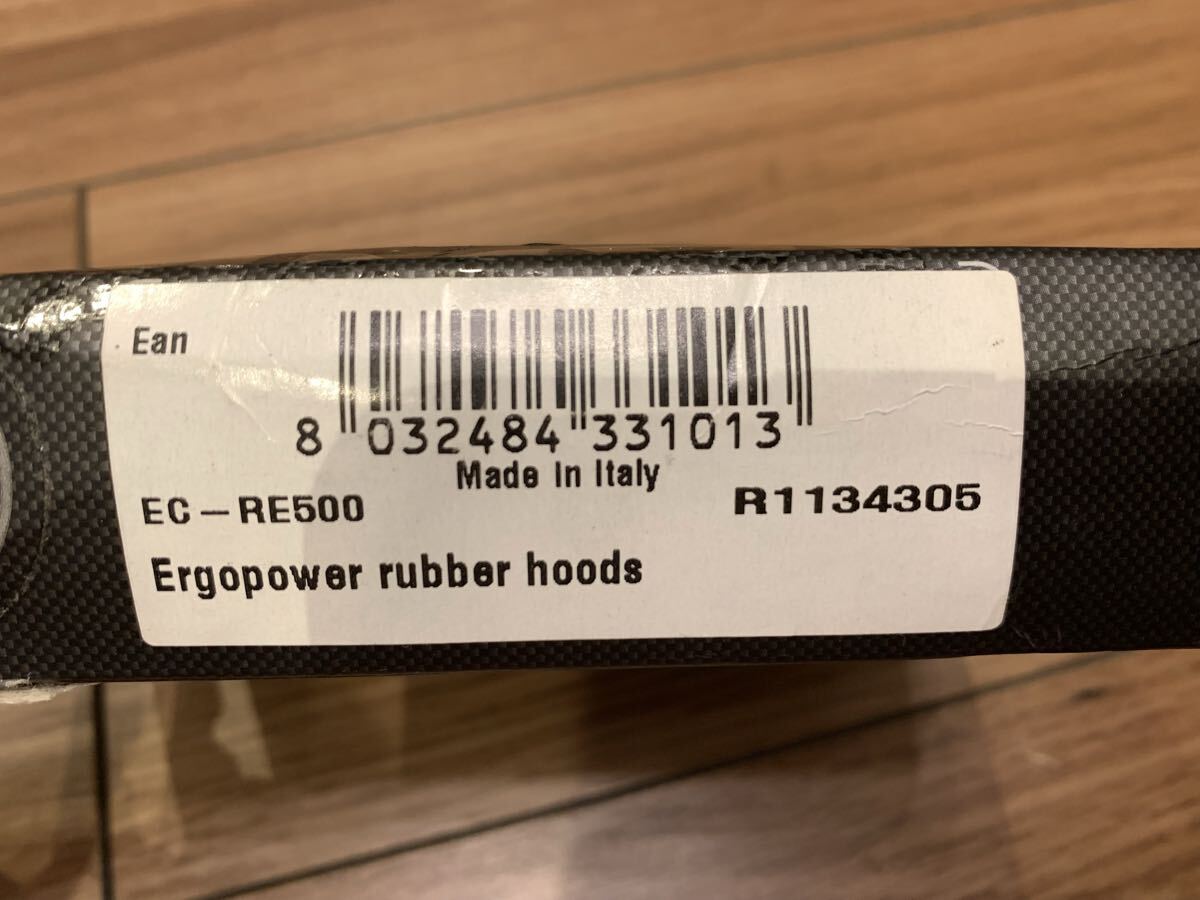 Ean
8 032484 331013
Made in Italy
EC-RE500 R1134305
Ergopower rubber hoods